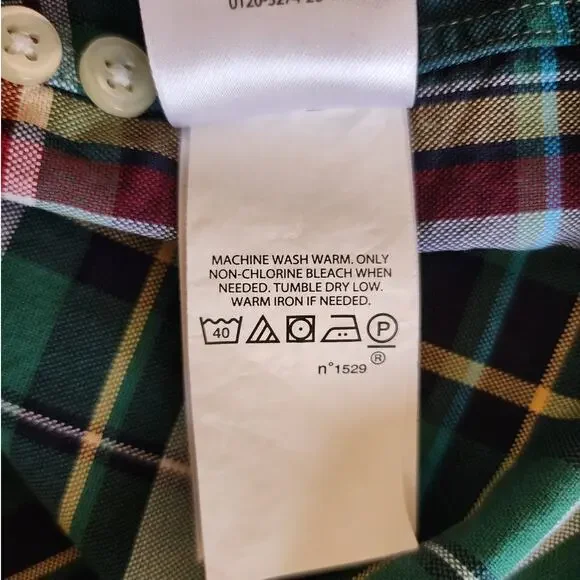 MACHINE WASH WARM. ONLY
NON-CHLORINE BLEACH WHEN
NEEDED. TUMBLE DRY LOW.
WARM IRON IF NEEDED.
40 P
®
n°1529